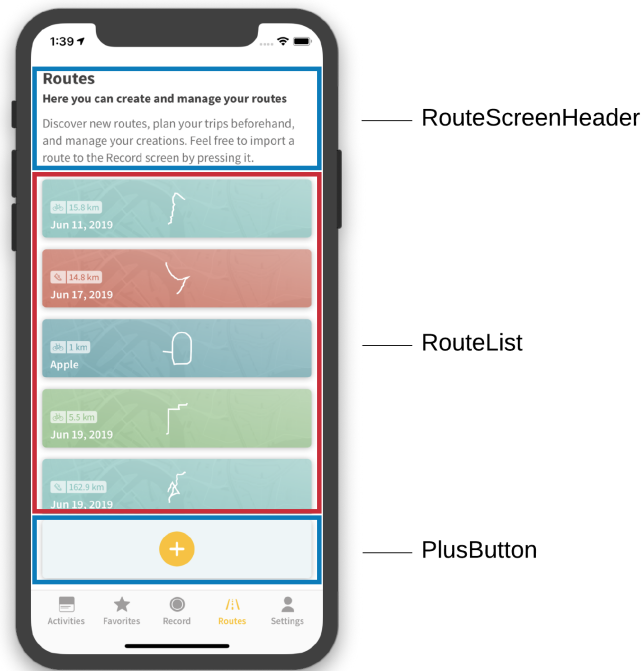 1:39
Routes
Here you can create and manage your routes
Discover new routes, plan your trips beforehand,
and manage your creations. Feel free to import a
route to the Record screen by pressing it.
RouteScreenHeader
15.8 km
Jun 11, 2019
14.8 km
Jun 17, 2019
1 km
Apple
RouteList
5.5 km
Jun 19, 2019
162.9 km
Jun 19, 2019
PlusButton
Activities Favorites Record Routes Settings